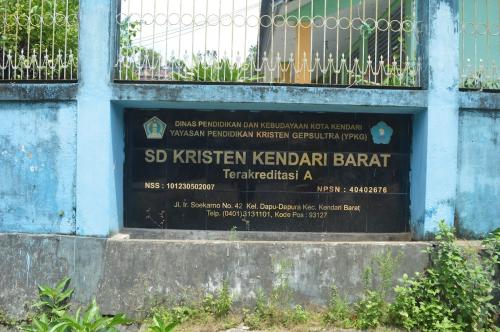 DINAS PENDIDIKAN DAN KEBUDAYAAN KOTA KENDARI
YAYASAN PENDIDIKAN KRISTEN GEPSULTRA (YPKG)
SD KRISTEN KENDARI BARAT
Terakreditasi A
NSS : 101230502007 NPSN : 40402676
Jl. Ir. Soekarno No. 42 Kel. Dapu-Dapura Kec. Kendari Barat
Telp. (0401) 3131101, Kode Pos : 93127